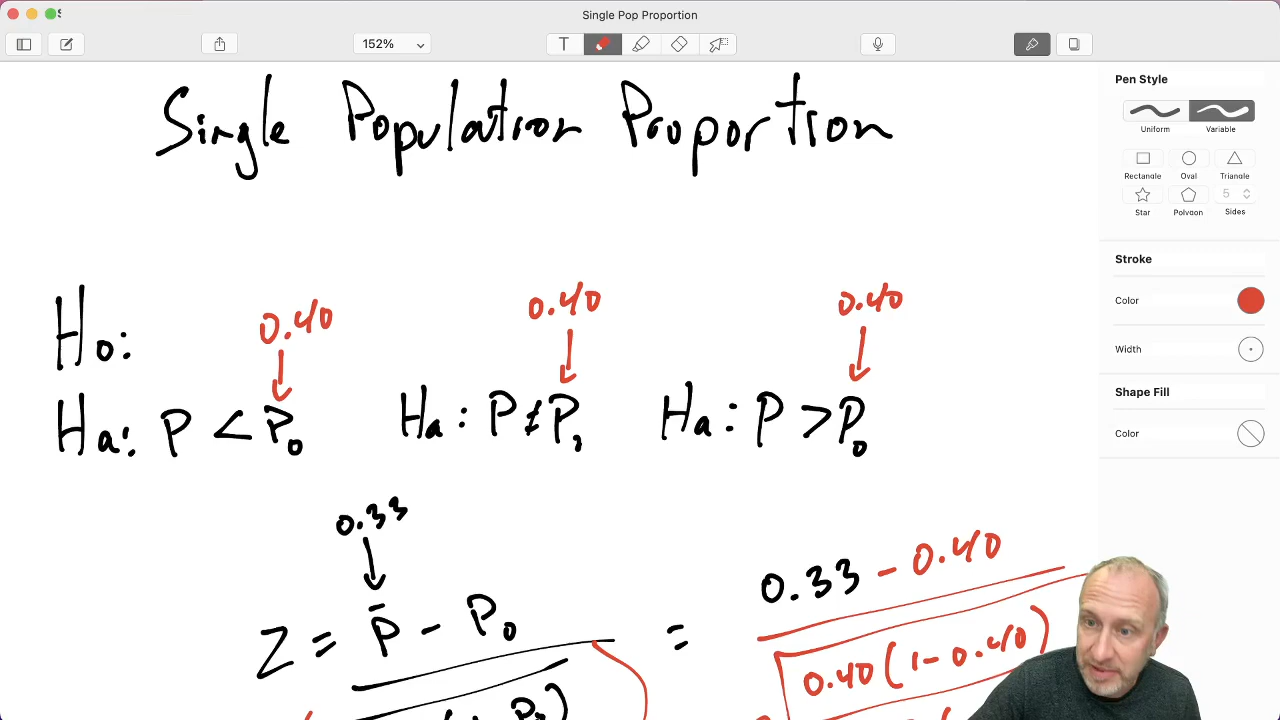 Single Pop Proportion
152%
T
Single Population Proportion
Pen Style
Uniform Variable
Rectangle Oval Triangle
5
Star Polygon Sides
Stroke
Color
Width
Shape Fill
Color
Ho:
0.40 0.40 0.40
Ha: P < P₀ Ha: P ≠ P₀ Ha: P > P₀
0.33
0.33 - 0.40
Z = P̄ - P₀ =
0.40(1-0.40)